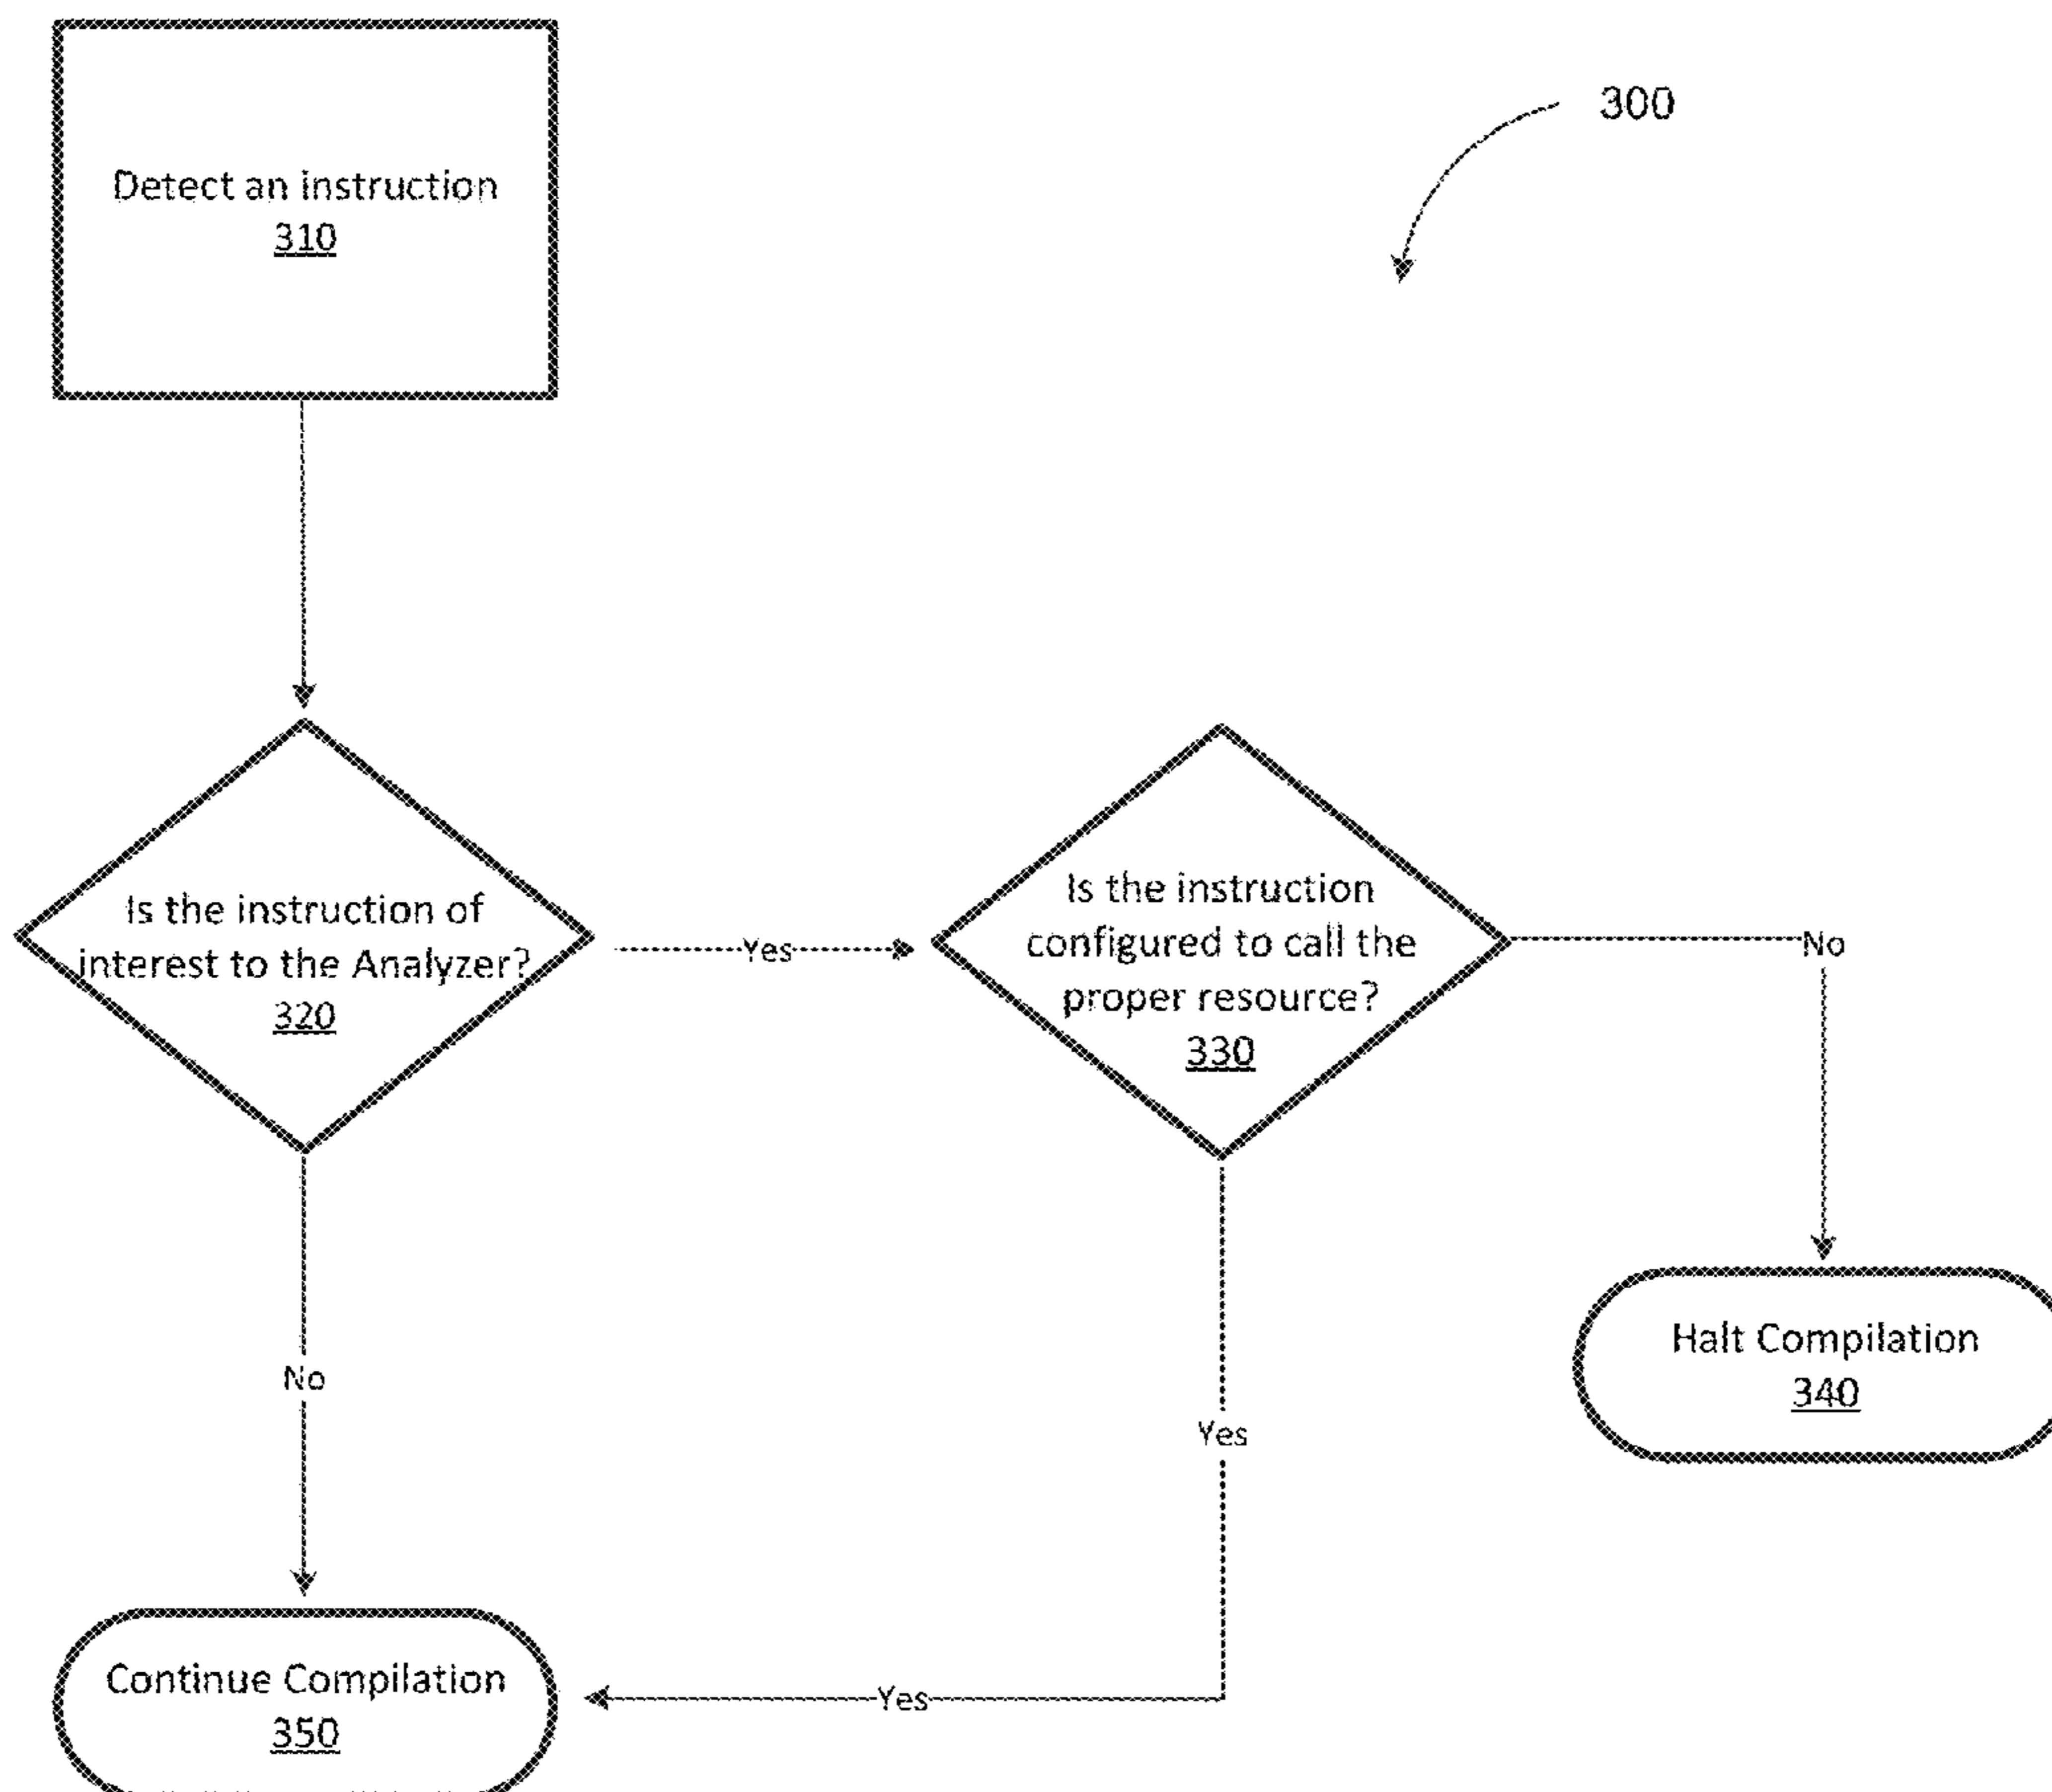 300
Detect an instruction
310
Is the instruction of
interest to the Analyzer?
320
Yes
Is the instruction
configured to call the
proper resource?
330
No
No
Yes
Halt Compilation
340
Continue Compilation
350
Yes